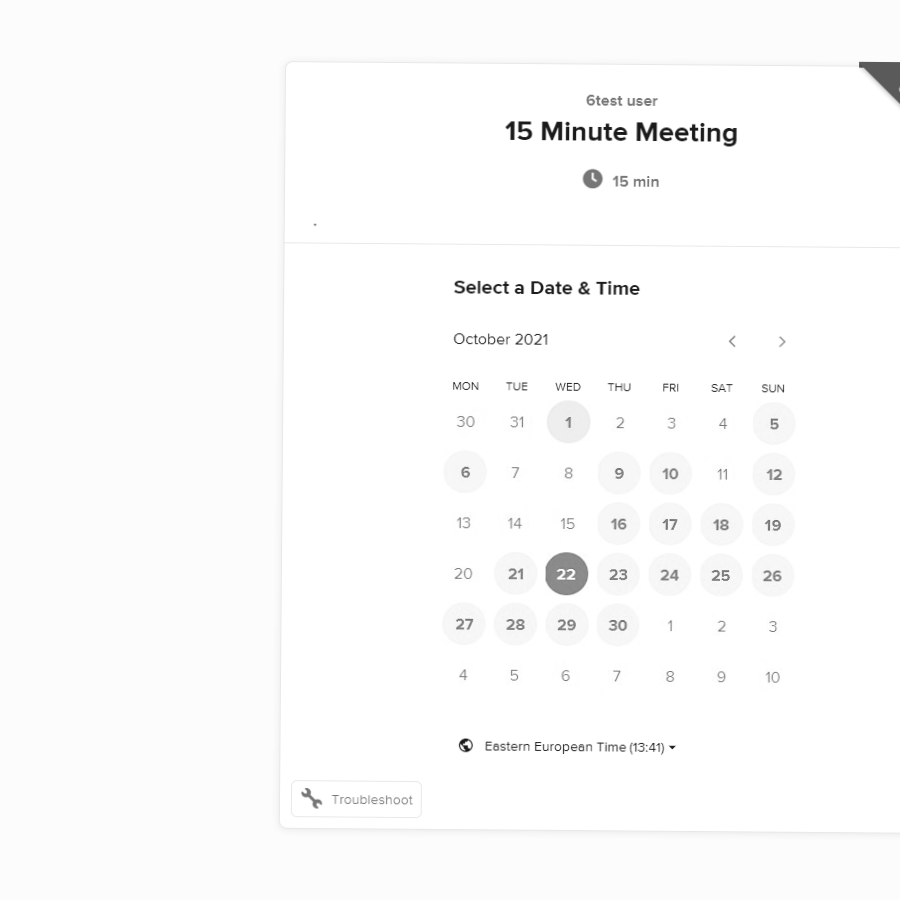 6test user
15 Minute Meeting
15 min
Select a Date & Time
October 2021
MON TUE WED THU FRI SAT SUN
30 31 1 2 3 4 5
6 7 8 9 10 11 12
13 14 15 16 17 18 19
20 21 22 23 24 25 26
27 28 29 30 1 2 3
4 5 6 7 8 9 10
Eastern European Time (13:41)
Troubleshoot